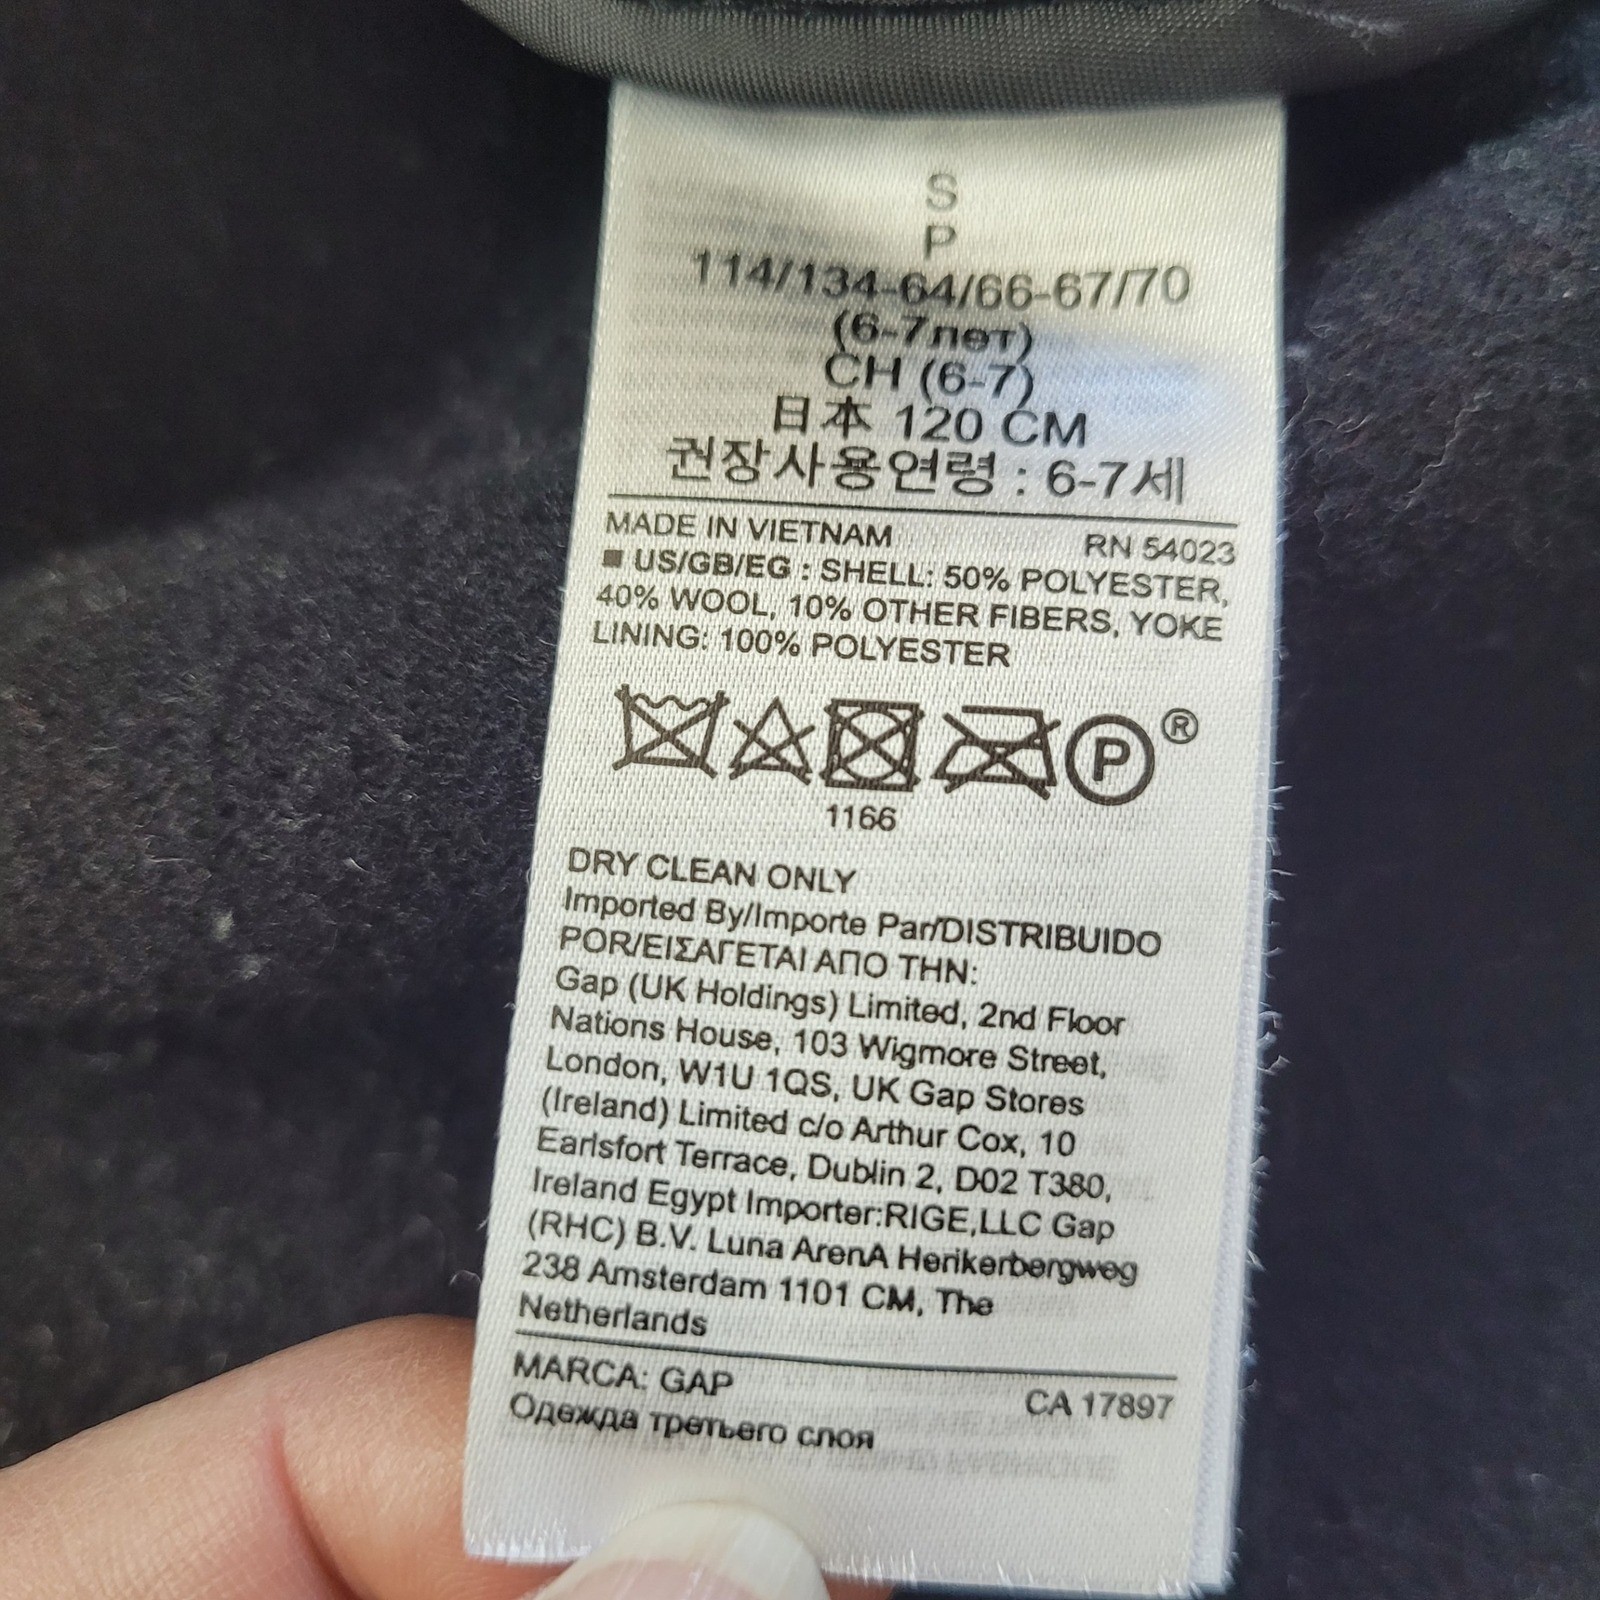 S
P
114/134-64/66-67/70
(6-7лет)
CH (6-7)
日本 120 CM
권장사용연령 : 6-7세
MADE IN VIETNAM RN 54023
■ US/GB/EG : SHELL: 50% POLYESTER,
40% WOOL, 10% OTHER FIBERS, YOKE
LINING: 100% POLYESTER
P ®
1166
DRY CLEAN ONLY
Imported By/Importe Par/DISTRIBUIDO
POR/ΕΙΣΑΓΕΤΑΙ ΑΠΟ ΤΗΝ:
Gap (UK Holdings) Limited, 2nd Floor
Nations House, 103 Wigmore Street,
London, W1U 1QS, UK Gap Stores
(Ireland) Limited c/o Arthur Cox, 10
Earlsfort Terrace, Dublin 2, D02 T380,
Ireland Egypt Importer:RIGE,LLC Gap
(RHC) B.V. Luna ArenA Herikerbergweg
238 Amsterdam 1101 CM, The
Netherlands
MARCA: GAP CA 17897
Одежда третьего слоя